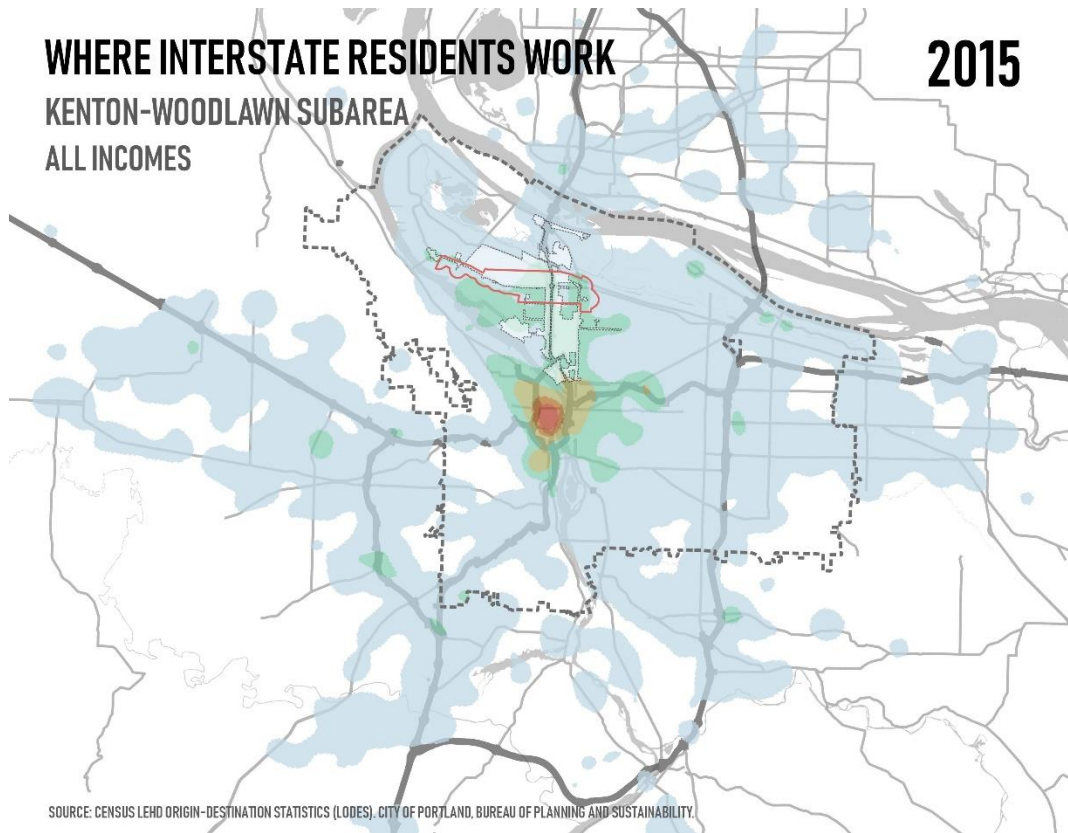 WHERE INTERSTATE RESIDENTS WORK
2015
KENTON-WOODLAWN SUBAREA
ALL INCOMES
SOURCE: CENSUS LEHD ORIGIN-DESTINATION STATISTICS (LODES). CITY OF PORTLAND, BUREAU OF PLANNING AND SUSTAINABILITY.